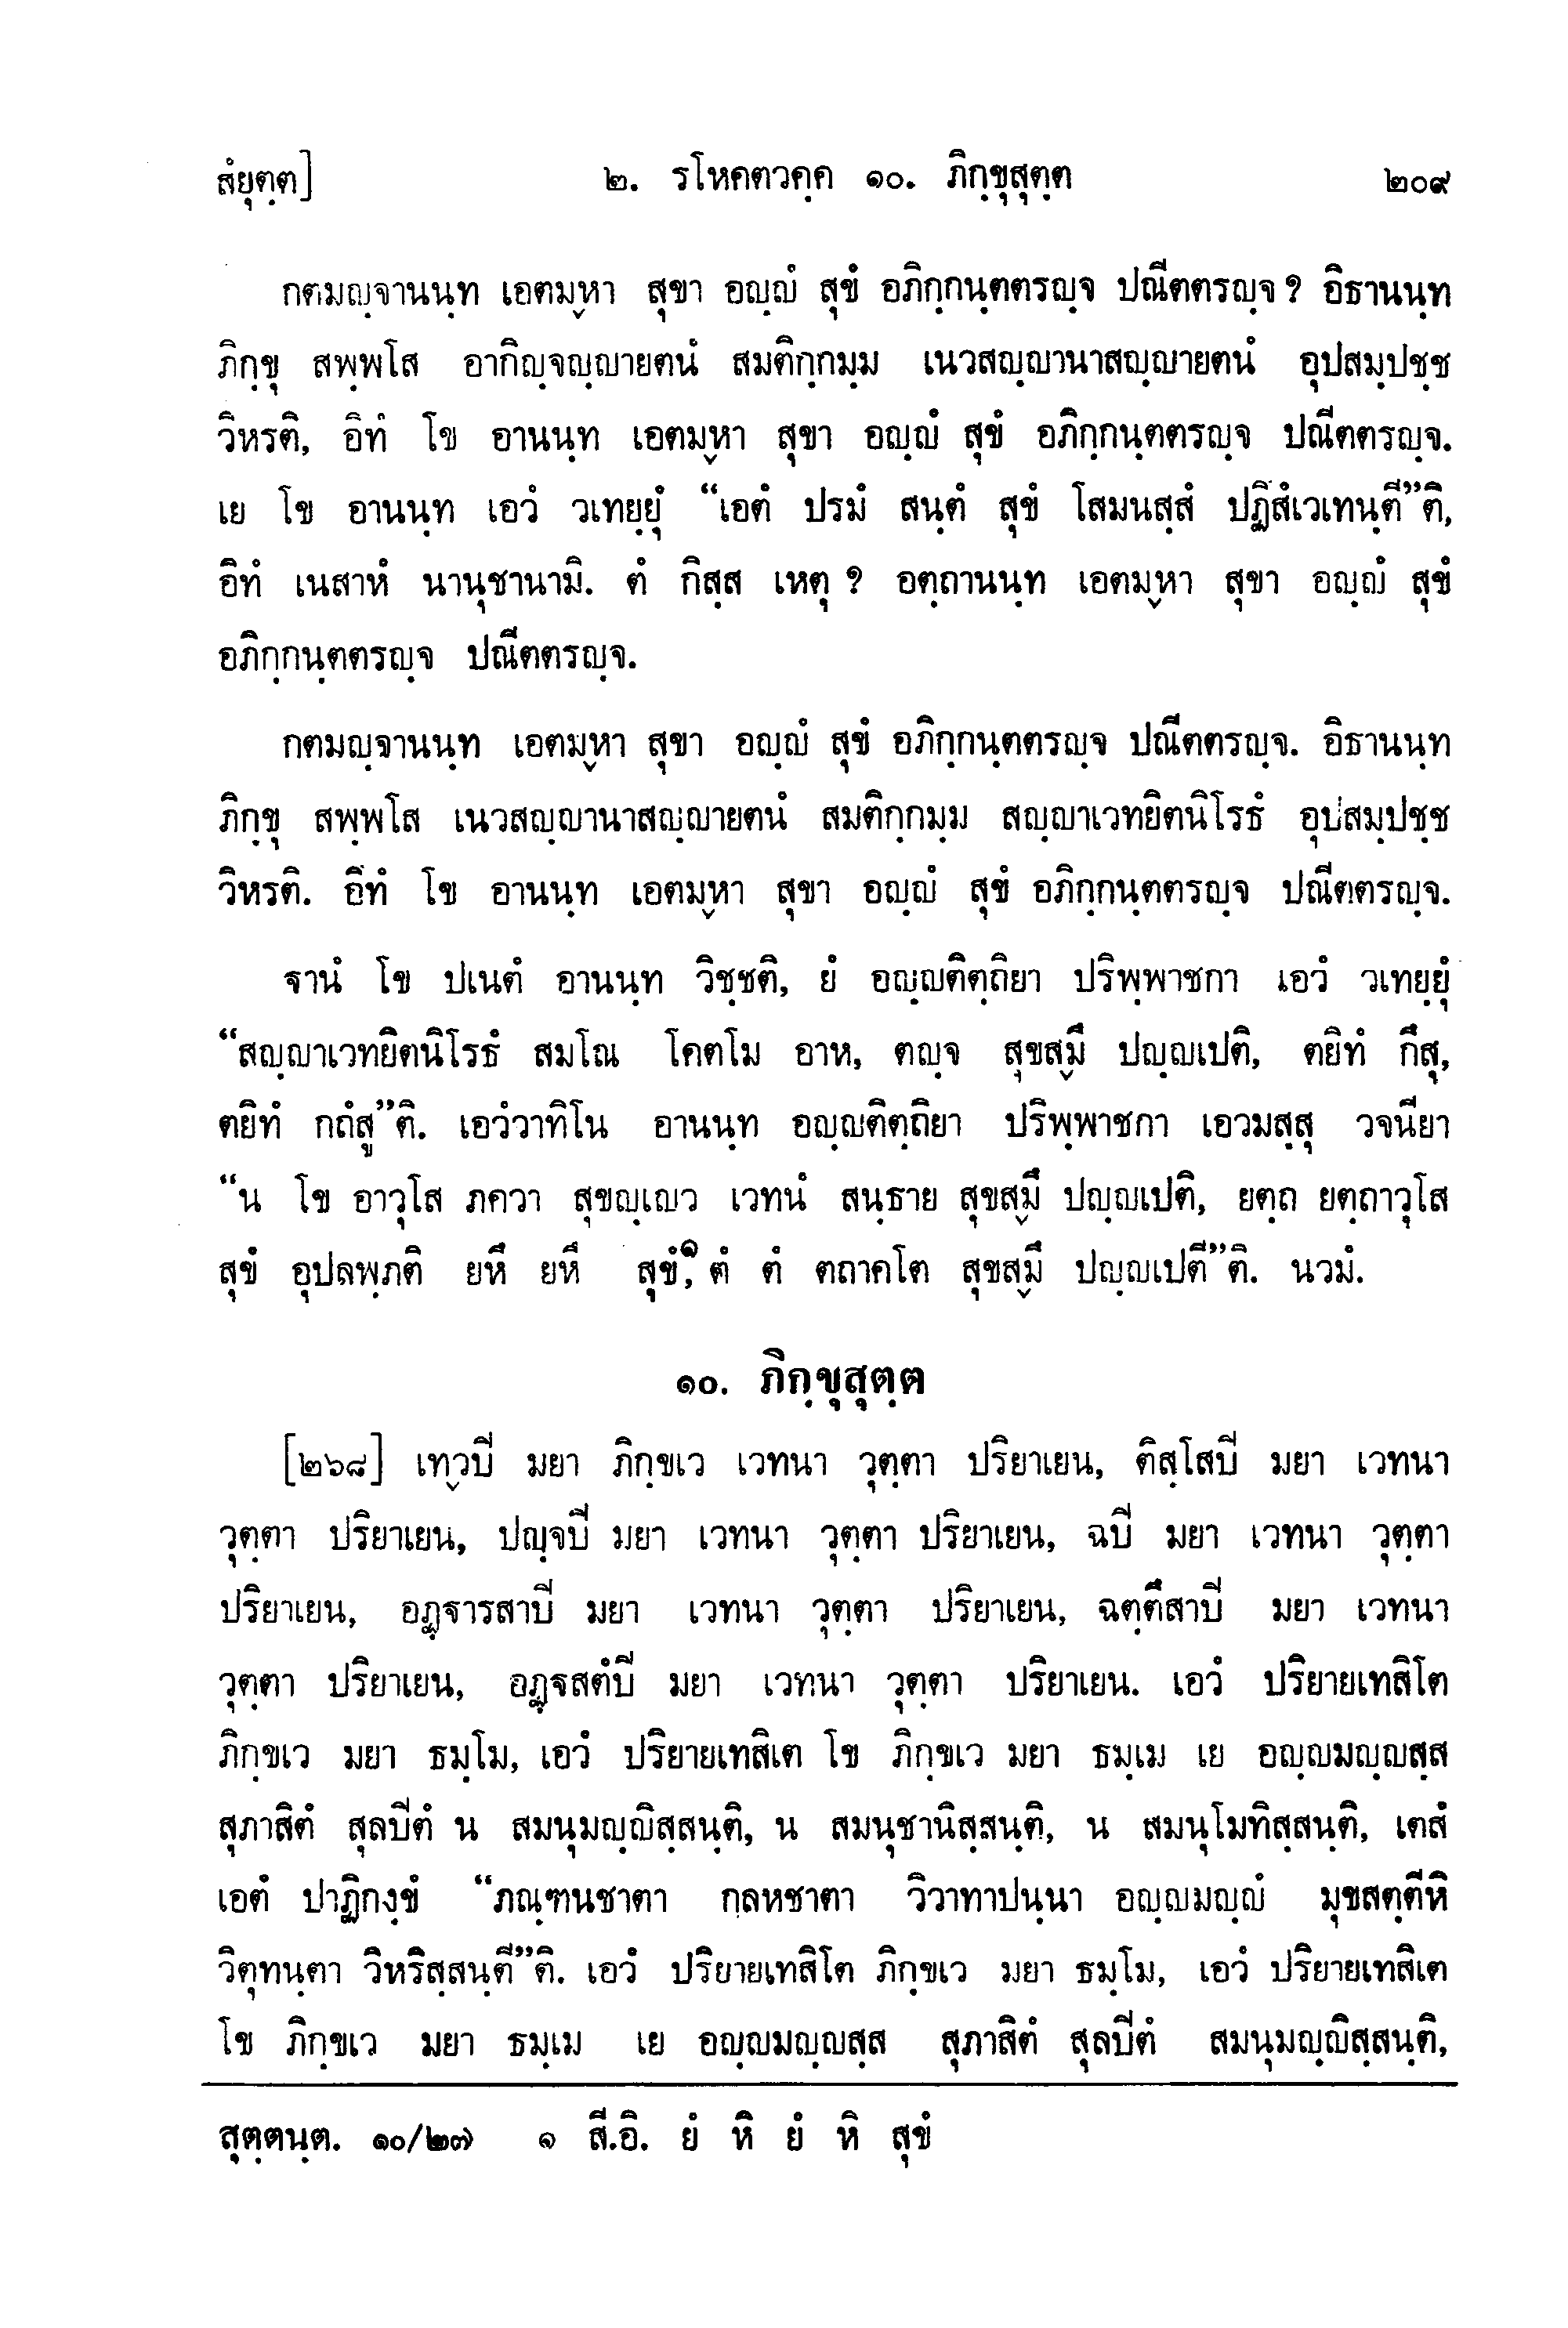 สํยุตฺต]	๒. รโหคตวคฺค ๑๐. ภิกฺขุสุตฺต	๒๐๙
กตมญฺจานนฺท เอตมฺหา สุขา อญฺญํ สุขํ อภิกฺกนฺตตรญฺจ ปณีตตรญฺจ ? อิธานนฺท
ภิกฺขุ สพฺพโส อากิญฺจญฺญายตนํ สมติกฺกมฺม เนวสญฺญานาสญฺญายตนํ อุปสมฺปชฺช
วิหรติ, อิทํ โข อานนฺท เอตมฺหา สุขา อญฺญํ สุขํ อภิกฺกนฺตตรญฺจ ปณีตตรญฺจ.
เย โข อานนฺท เอวํ วเทยฺยุํ “เอตํ ปรมํ สนฺตํ สุขํ โสมนสฺสํ ปฏิสํเวเทนฺตี”ติ,
อิทํ เนสาหํ นานุชานามิ. ตํ กิสฺส เหตุ ? อตฺถานนฺท เอตมฺหา สุขา อญฺญํ สุขํ
อภิกฺกนฺตตรญฺจ ปณีตตรญฺจ.
กตมญฺจานนฺท เอตมฺหา สุขา อญฺญํ สุขํ อภิกฺกนฺตตรญฺจ ปณีตตรญฺจ. อิธานนฺท
ภิกฺขุ สพฺพโส เนวสญฺญานาสญฺญายตนํ สมติกฺกมฺม สญฺญาเวทยิตนิโรธํ อุปสมฺปชฺช
วิหรติ. อิทํ โข อานนฺท เอตมฺหา สุขา อญฺญํ สุขํ อภิกฺกนฺตตรญฺจ ปณีตตรญฺจ.
ฐานํ โข ปเนตํ อานนฺท วิชฺชติ, ยํ อญฺญติตฺถิยา ปริพฺพาชกา เอวํ วเทยฺยุํ
“สญฺญาเวทยิตนิโรธํ สมโณ โคตโม อาห, ตญฺจ สุขสฺมึ ปญฺญเปติ, ตยิทํ กึสุ,
ตยิทํ กถํสู”ติ. เอวํวาทิโน อานนฺท อญฺญติตฺถิยา ปริพฺพาชกา เอวมสฺสุ วจนียา
“น โข อาวุโส ภควา สุขญฺเญว เวทนํ สนฺธาย สุขสฺมึ ปญฺญเปติ, ยตฺถ ยตฺถาวุโส
สุขํ อุปลพฺภติ ยหึ ยหึ สุขํ,๑ ตํ ตํ ตถาคโต สุขสฺมึ ปญฺญเปตี”ติ. นวมํ.
๑๐. ภิกฺขุสุตฺต
[๒๖๘] เทฺวปี มยา ภิกฺขเว เวทนา วุตฺตา ปริยาเยน, ติสฺโสปี มยา เวทนา
วุตฺตา ปริยาเยน, ปญฺจปี มยา เวทนา วุตฺตา ปริยาเยน, ฉปี มยา เวทนา วุตฺตา
ปริยาเยน, อฏฺฐารสาปี มยา เวทนา วุตฺตา ปริยาเยน, ฉตฺตึสาปี มยา เวทนา
วุตฺตา ปริยาเยน, อฏฺฐสตํปี มยา เวทนา วุตฺตา ปริยาเยน. เอวํ ปริยายเทสิโต
ภิกฺขเว มยา ธมฺโม, เอวํ ปริยายเทสิเต โข ภิกฺขเว มยา ธมฺเม เย อญฺญมญฺญสฺส
สุภาสิตํ สุลปีตํ น สมนุมญฺญิสฺสนฺติ, น สมนุชานิสฺสนฺติ, น สมนุโมทิสฺสนฺติ, เตสํ
เอตํ ปาฏิกงฺขํ “ภณฺฑนชาตา กลหชาตา วิวาทาปนฺนา อญฺญมญฺญํ มุขสตฺตีหิ
วิตุทนฺตา วิหริสฺสนฺตี”ติ. เอวํ ปริยายเทสิโต ภิกฺขเว มยา ธมฺโม, เอวํ ปริยายเทสิเต
โข ภิกฺขเว มยา ธมฺเม เย อญฺญมญฺญสฺส สุภาสิตํ สุลปีตํ สมนุมญฺญิสฺสนฺติ,
สุตฺตนฺต. ๑๐/๒๗ ๑ สี.อิ. ยํ หิ ยํ หิ สุขํ